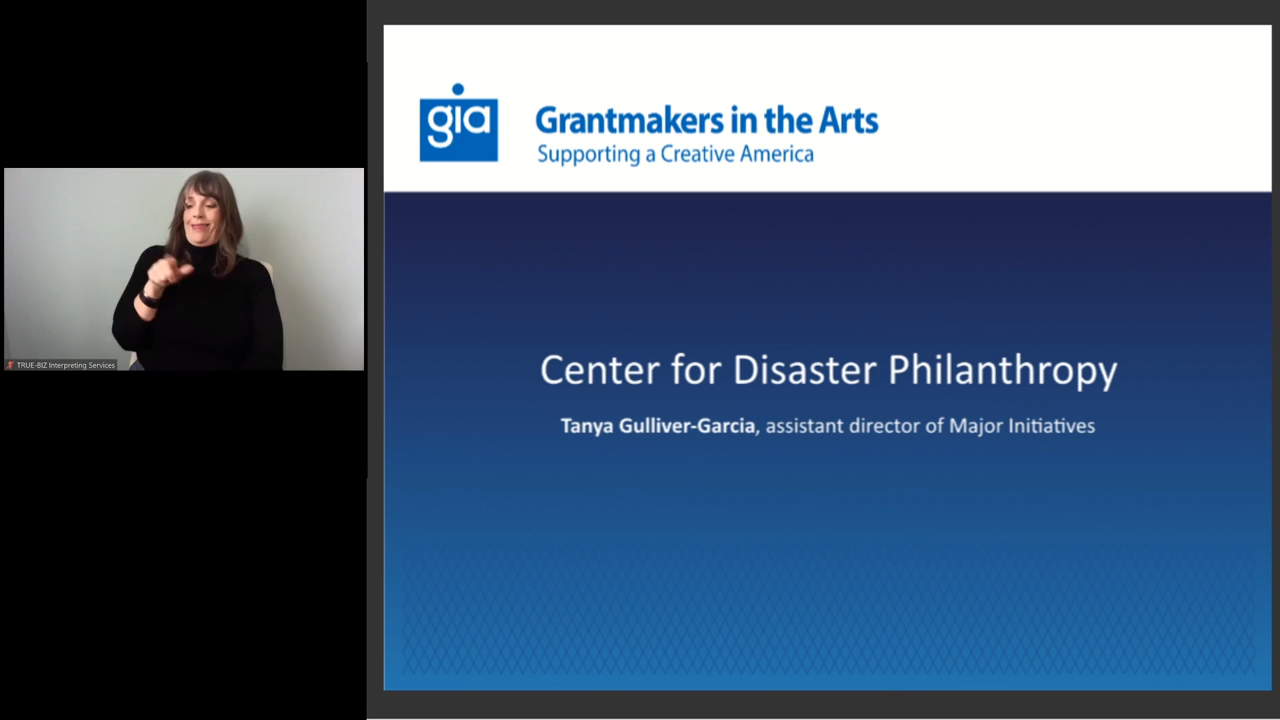 gia
Grantmakers in the Arts
Supporting a Creative America
Center for Disaster Philanthropy
Tanya Gulliver-Garcia, assistant director of Major Initiatives
TRUE-BIZ Interpreting Services